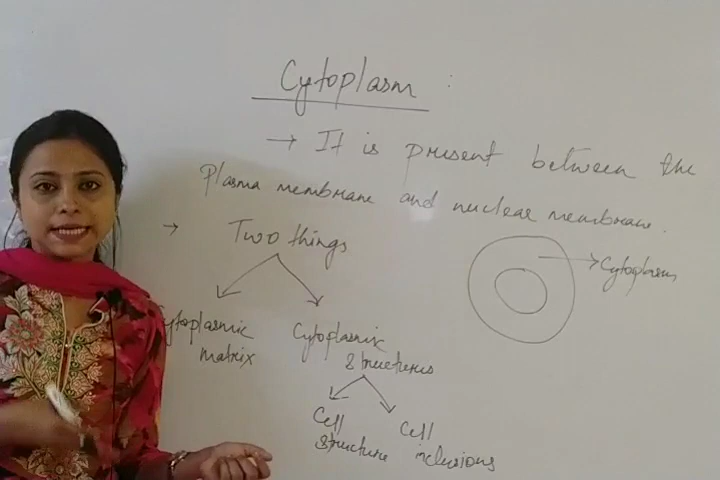 Cytoplasm :
→ It is present between the
Plasma membrane and nuclear membrane.
→ Two things
→ Cytoplasm
Cytoplasmic
matrix
Cytoplasmic
structures
Cell
structure
Cell
inclusions